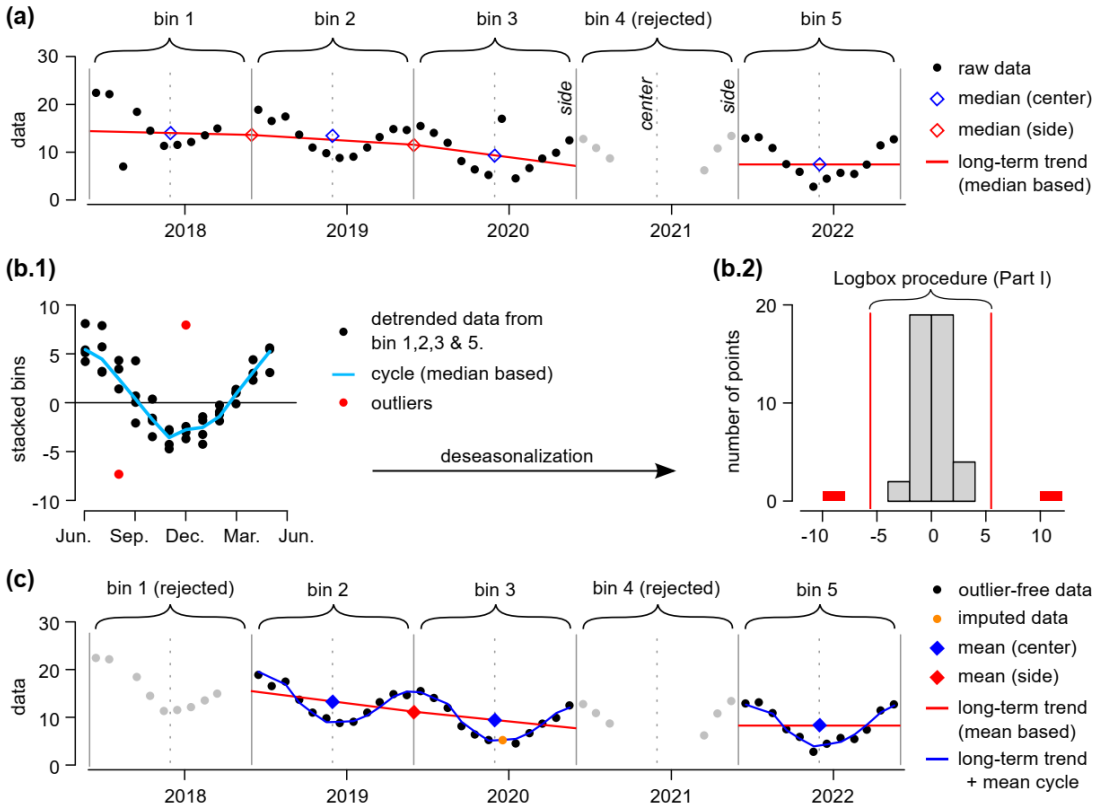 (a)
bin 1
bin 2
bin 3
bin 4 (rejected)
bin 5
30
20
10
0
data
side
center
side
raw data
median (center)
median (side)
long-term trend
(median based)
2018
2019
2020
2021
2022
(b.1)
10
5
0
-5
-10
stacked bins
Jun.
Sep.
Dec.
Mar.
Jun.
detrended data from
bin 1,2,3 & 5.
cycle (median based)
outliers
deseasonalization
(b.2)
Logbox procedure (Part I)
20
10
0
number of points
-10
-5
0
5
10
(c)
bin 1 (rejected)
bin 2
bin 3
bin 4 (rejected)
bin 5
30
20
10
0
data
outlier-free data
imputed data
mean (center)
mean (side)
long-term trend
(mean based)
long-term trend
+ mean cycle
2018
2019
2020
2021
2022